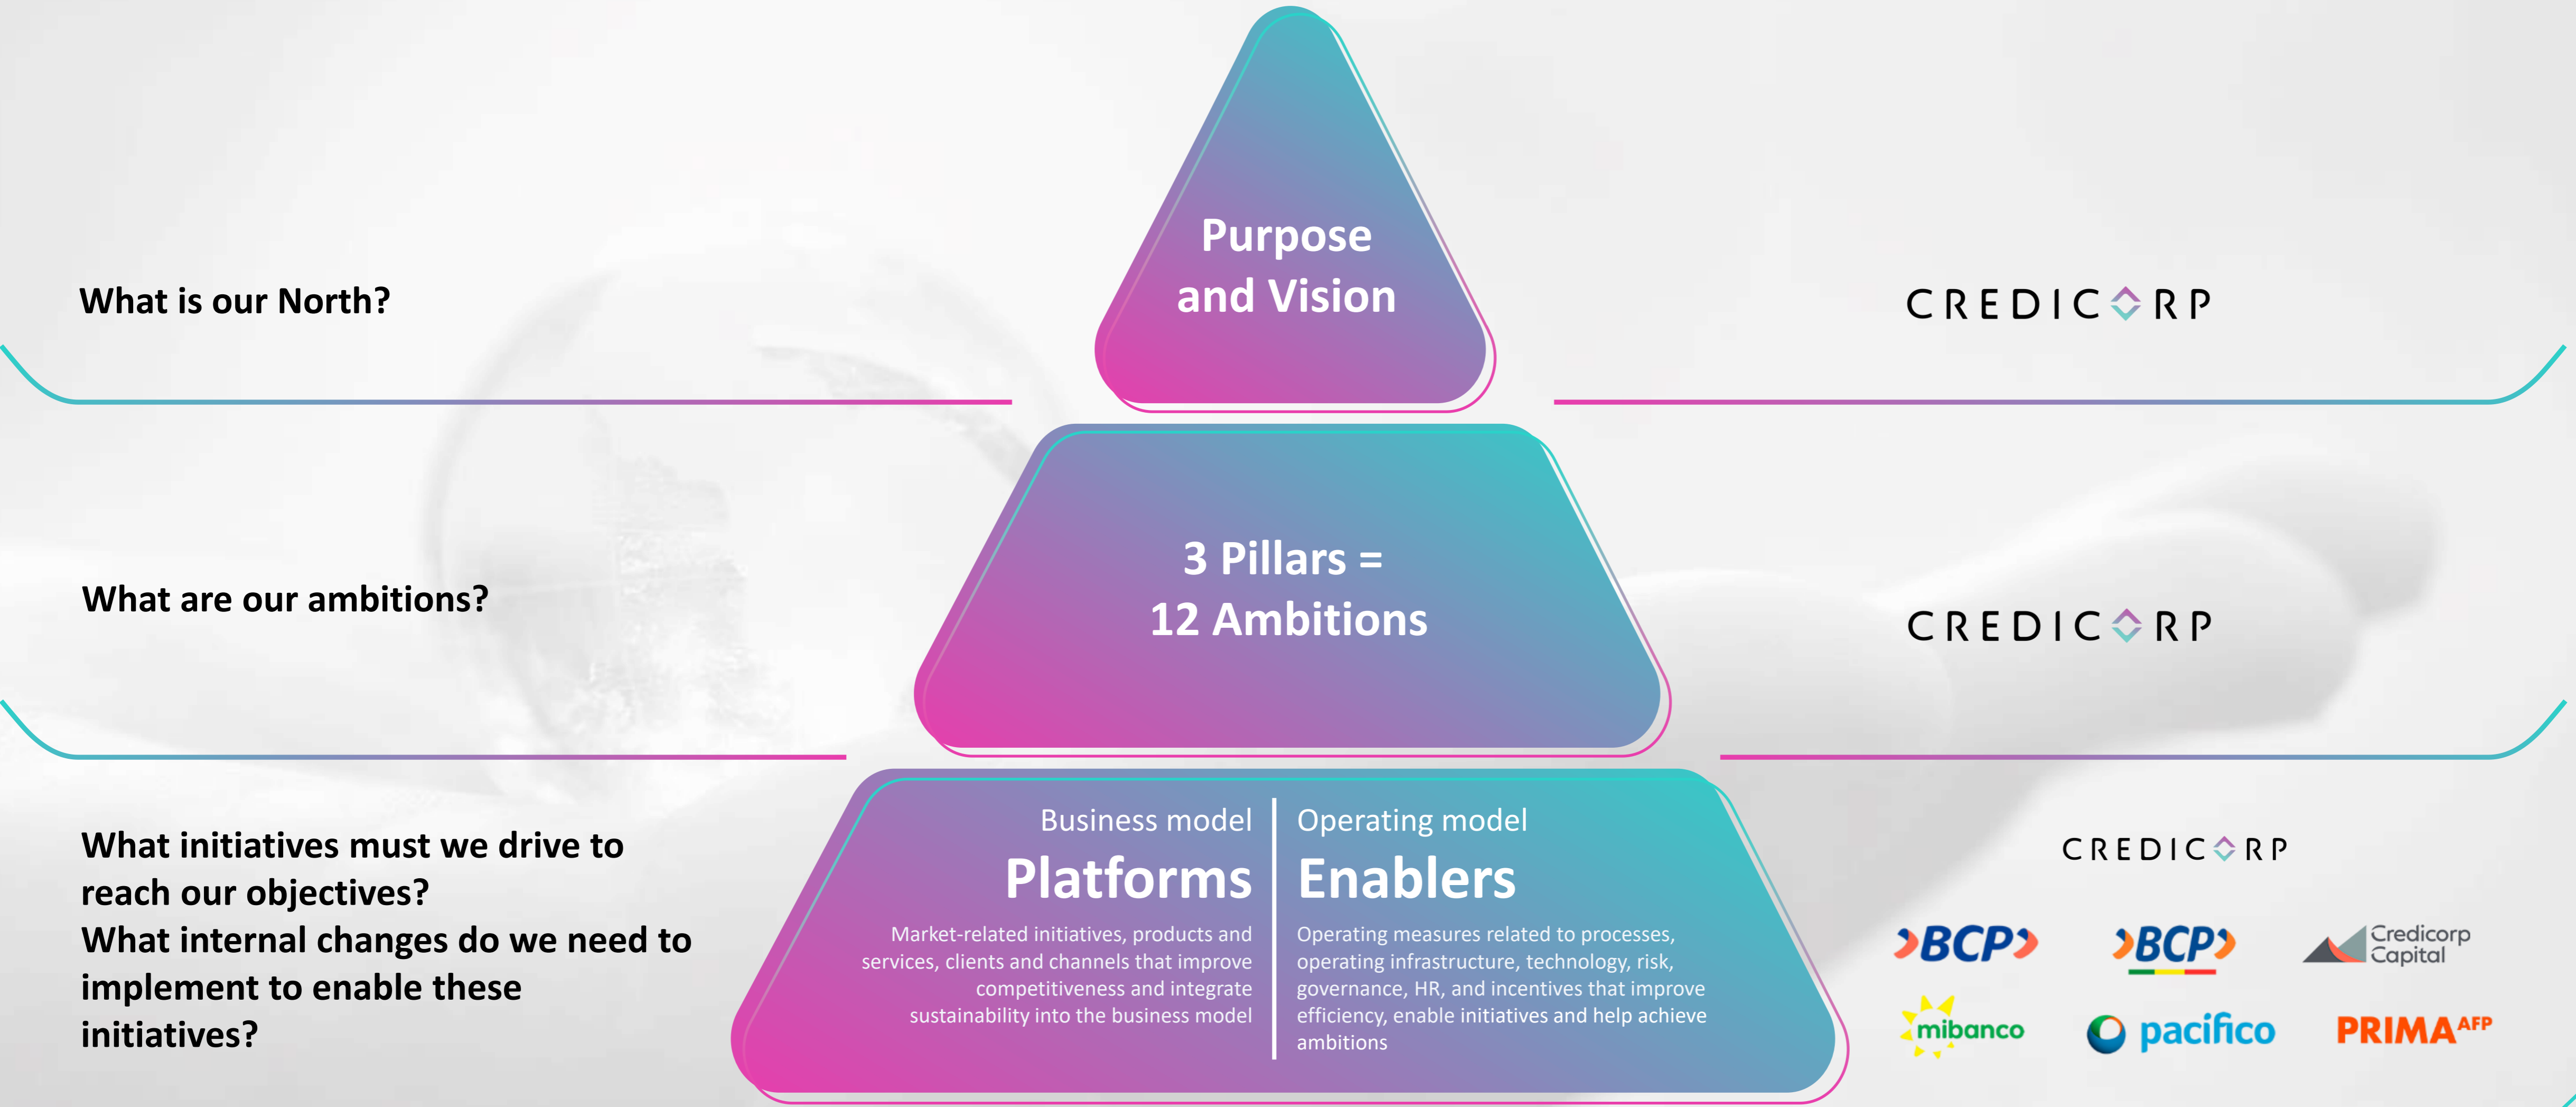 Purpose
and Vision
What is our North?
CREDICORP
3 Pillars =
12 Ambitions
What are our ambitions?
CREDICORP
What initiatives must we drive to
reach our objectives?
What internal changes do we need to
implement to enable these
initiatives?
Business model
Platforms
Market-related initiatives, products and
services, clients and channels that improve
competitiveness and integrate
sustainability into the business model
Operating model
Enablers
Operating measures related to processes,
operating infrastructure, technology, risk,
governance, HR, and incentives that improve
efficiency, enable initiatives and help achieve
ambitions
CREDICORP
BCP
BCP
Credicorp
Capital
mibanco
pacífico
PRIMA AFP